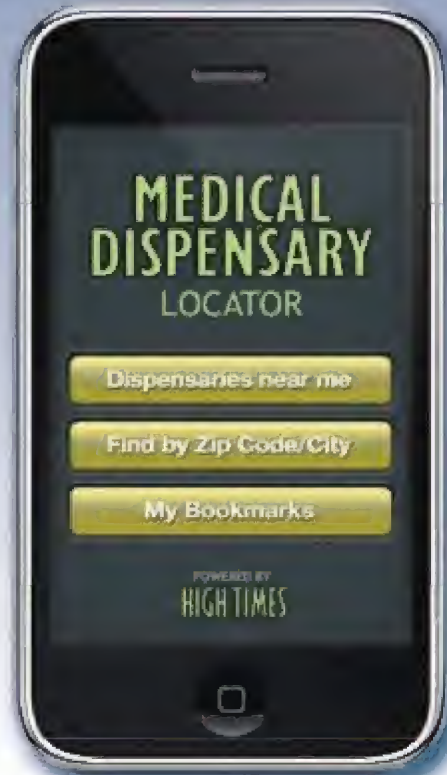 MEDICAL
DISPENSARY
LOCATOR
Dispensaries near me
Find by Zip Code/City
My Bookmarks
POWERED BY
HIGH TIMES